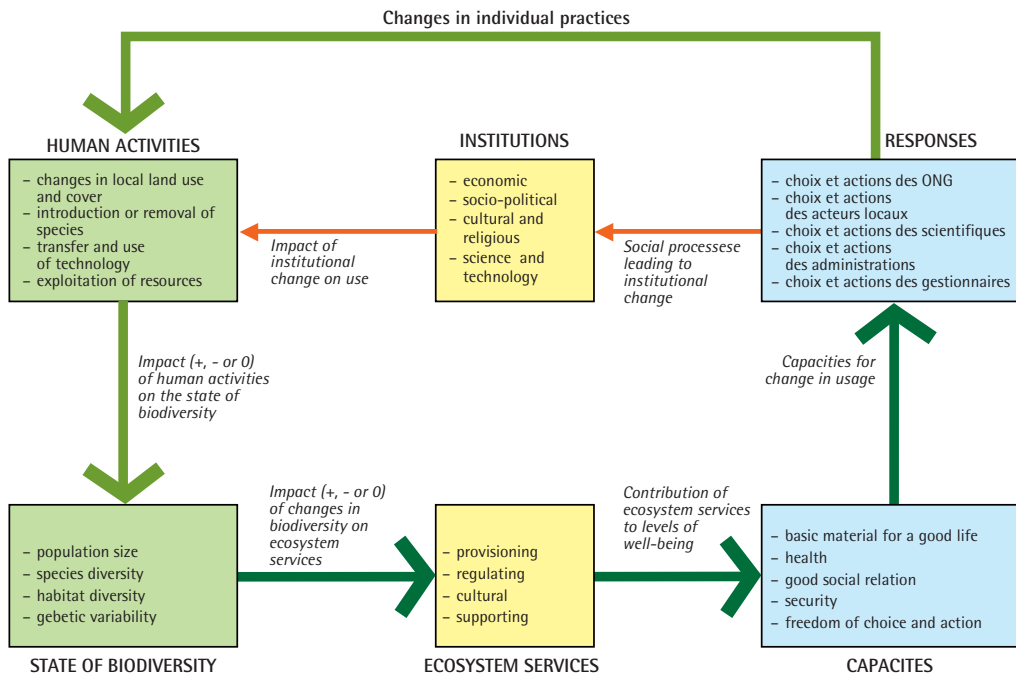 Changes in individual practices
HUMAN ACTIVITIES
– changes in local land use
and cover
– introduction or removal of
species
– transfer and use
of technology
– exploitation of resources
Impact of
institutional
change on use
INSTITUTIONS
– economic
– socio-political
– cultural and
religious
– science and
technology
Social processese
leading to
institutional
change
RESPONSES
– choix et actions des ONG
– choix et actions
des acteurs locaux
– choix et actions des scientifiques
– choix et actions
des administrations
– choix et actions des gestionnaires
Impact (+, - or 0)
of human activities
on the state of
biodiversity
Capacities for
change in usage
– population size
– species diversity
– habitat diversity
– gebetic variability
STATE OF BIODIVERSITY
Impact (+, - or 0)
of changes in
biodiversity on
ecosystem
services
– provisioning
– regulating
– cultural
– supporting
ECOSYSTEM SERVICES
Contribution of
ecosystem services
to levels of
well-being
– basic material for a good life
– health
– good social relation
– security
– freedom of choice and action
CAPACITES